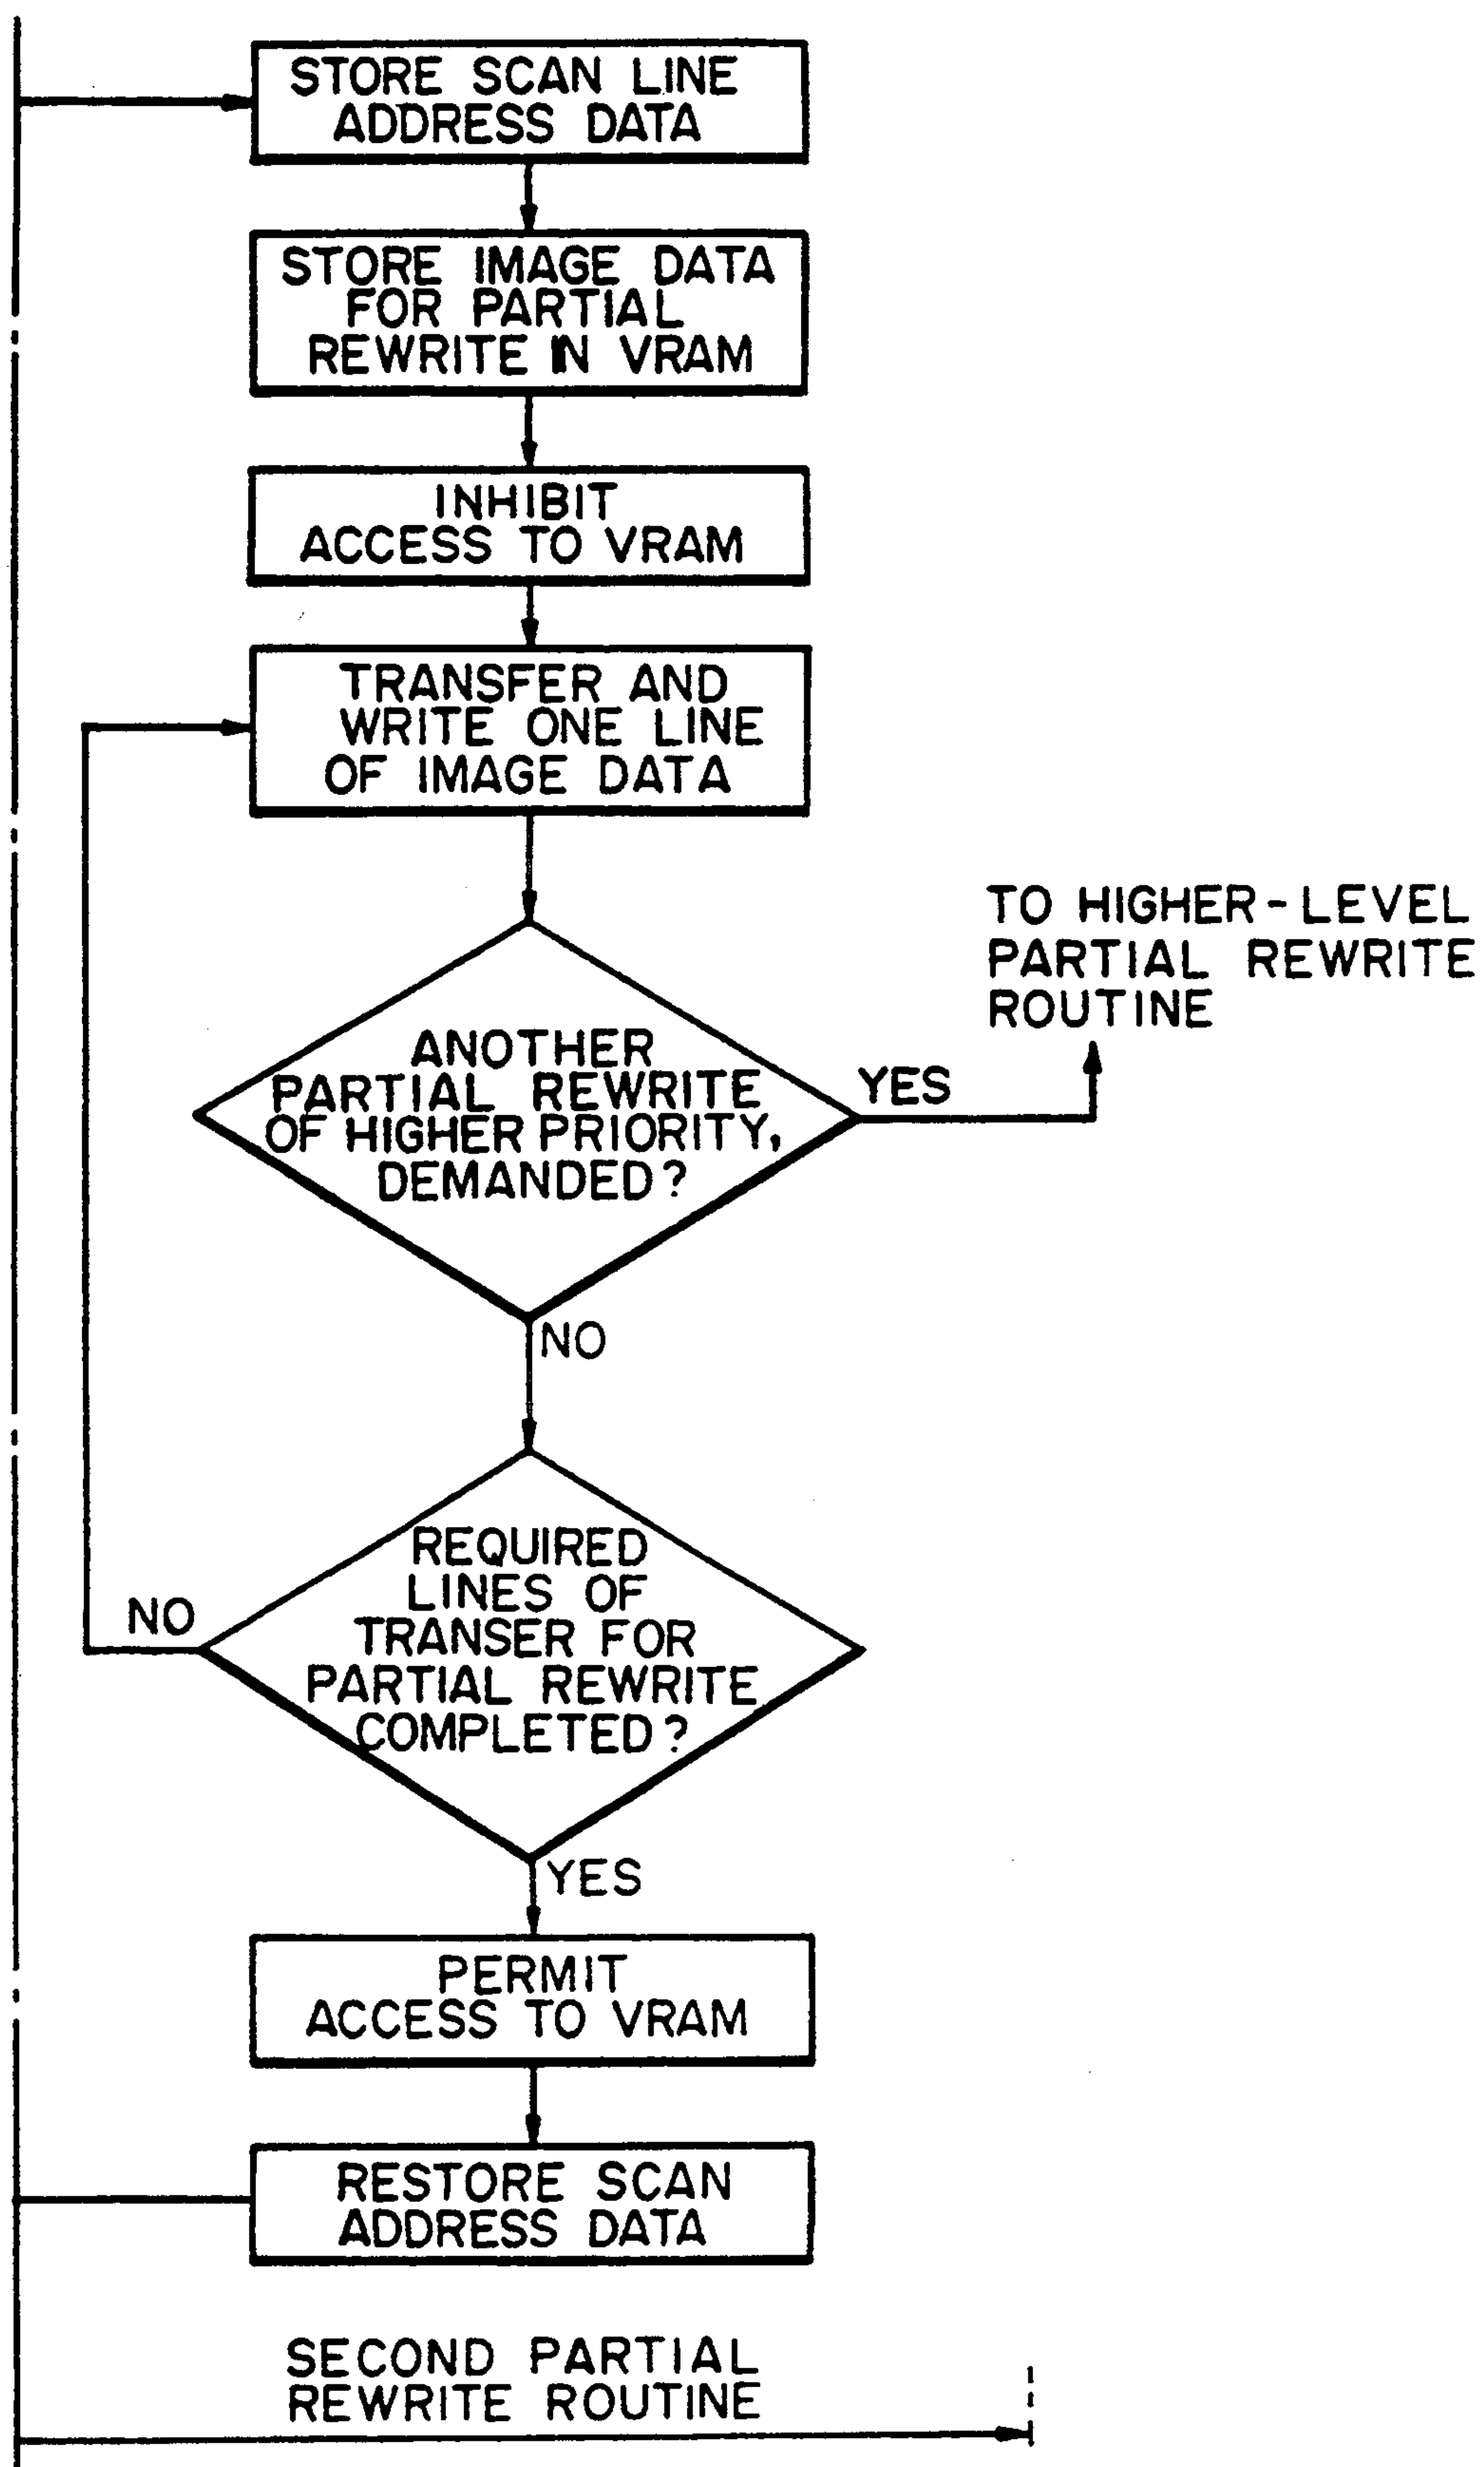 STORE SCAN LINE
ADDRESS DATA
STORE IMAGE DATA
FOR PARTIAL
REWRITE IN VRAM
INHIBIT
ACCESS TO VRAM
TRANSFER AND
WRITE ONE LINE
OF IMAGE DATA
TO HIGHER-LEVEL
PARTIAL REWRITE
ROUTINE
ANOTHER
PARTIAL REWRITE
OF HIGHER PRIORITY,
DEMANDED?
YES
NO
REQUIRED
LINES OF
TRANSER FOR
PARTIAL REWRITE
COMPLETED?
NO
YES
PERMIT
ACCESS TO VRAM
RESTORE SCAN
ADDRESS DATA
SECOND PARTIAL
REWRITE ROUTINE